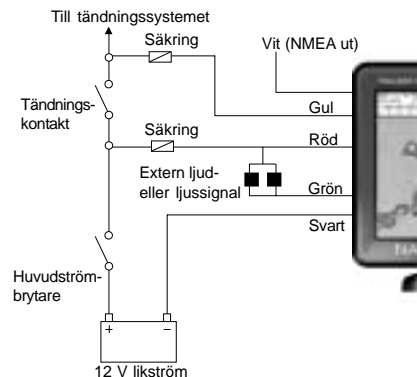 Till tändningssystemet
Säkring
Vit (NMEA ut)
Gul
Tändnings-
kontakt
Säkring
Röd
Extern ljud-
eller ljussignal
Grön
Svart
Huvudström-
brytare
+ −
12 V likström